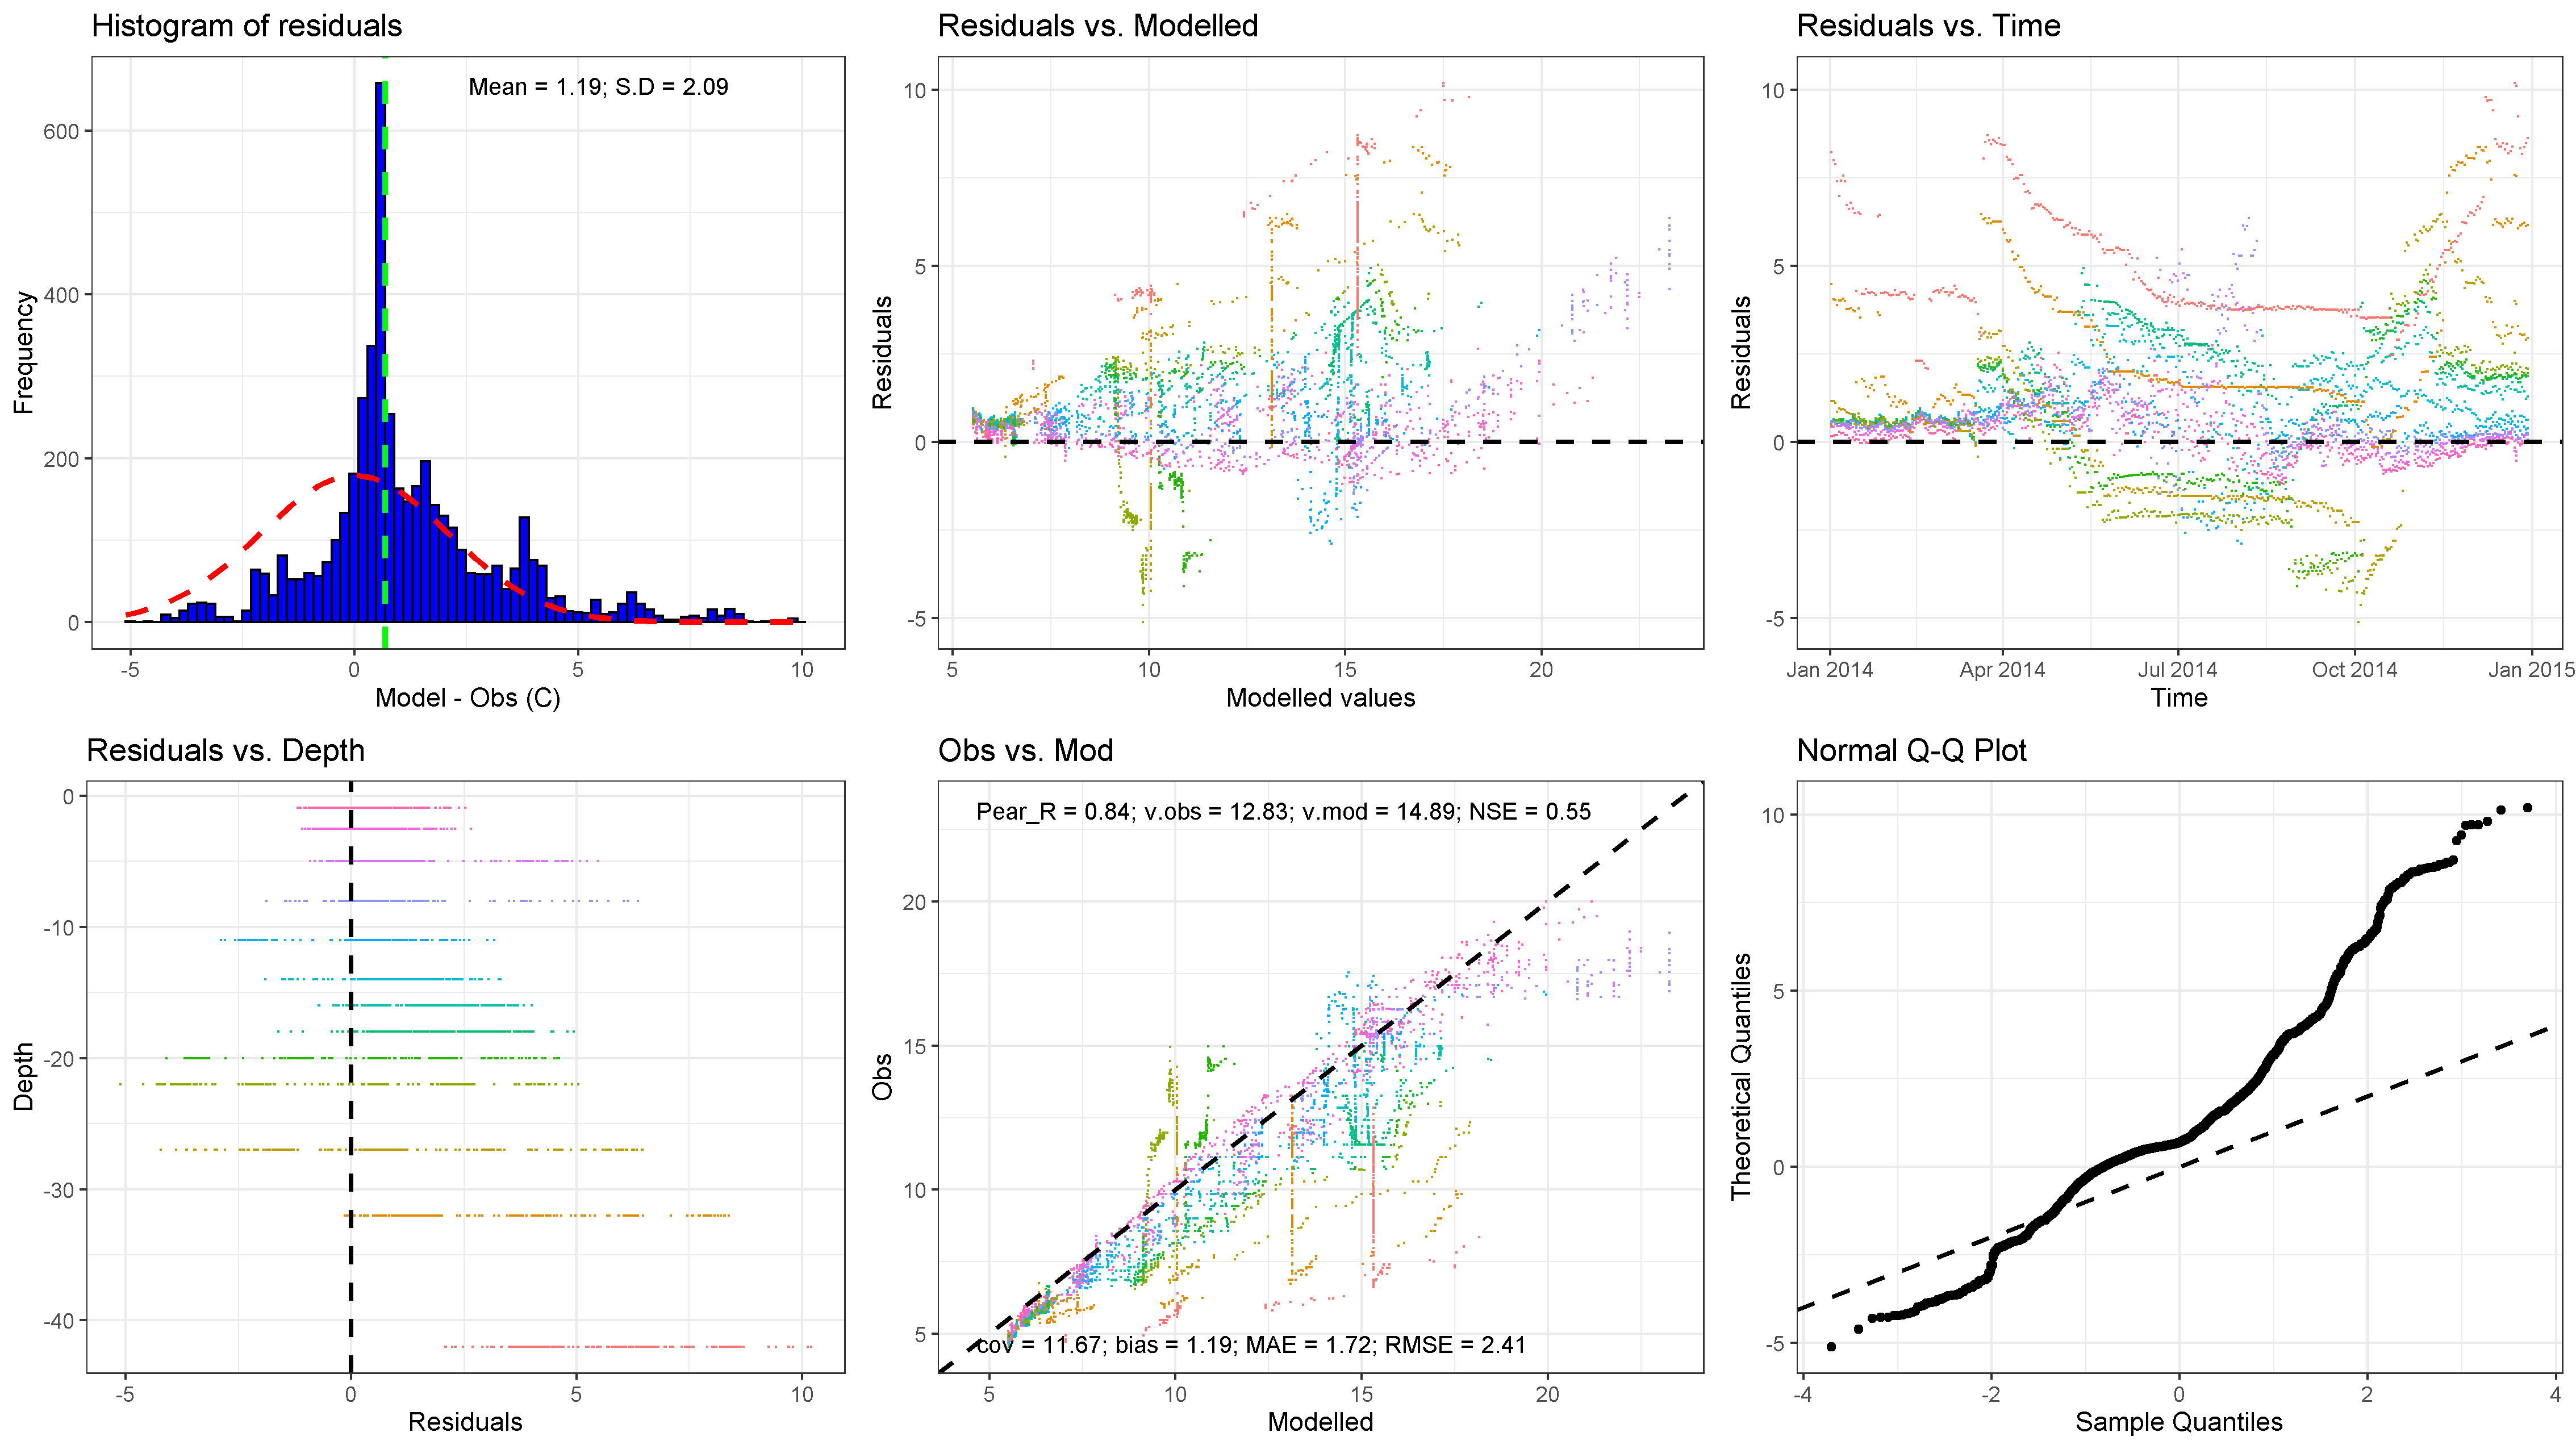 Histogram of residuals
Mean = 1.19; S.D = 2.09
Frequency
600
400
200
0
-5
0
5
10
Model - Obs (C)
Residuals vs. Modelled
Residuals
10
5
0
-5
5
10
15
20
Modelled values
Residuals vs. Time
Residuals
10
5
0
-5
Jan 2014
Apr 2014
Jul 2014
Oct 2014
Jan 2015
Time
Residuals vs. Depth
Depth
0
-10
-20
-30
-40
-5
0
5
10
Residuals
Obs vs. Mod
Pear_R = 0.84; v.obs = 12.83; v.mod = 14.89; NSE = 0.55
Obs
20
15
10
5
cov = 11.67; bias = 1.19; MAE = 1.72; RMSE = 2.41
5
10
15
20
Modelled
Normal Q-Q Plot
Theoretical Quantiles
10
5
0
-5
-4
-2
0
2
4
Sample Quantiles